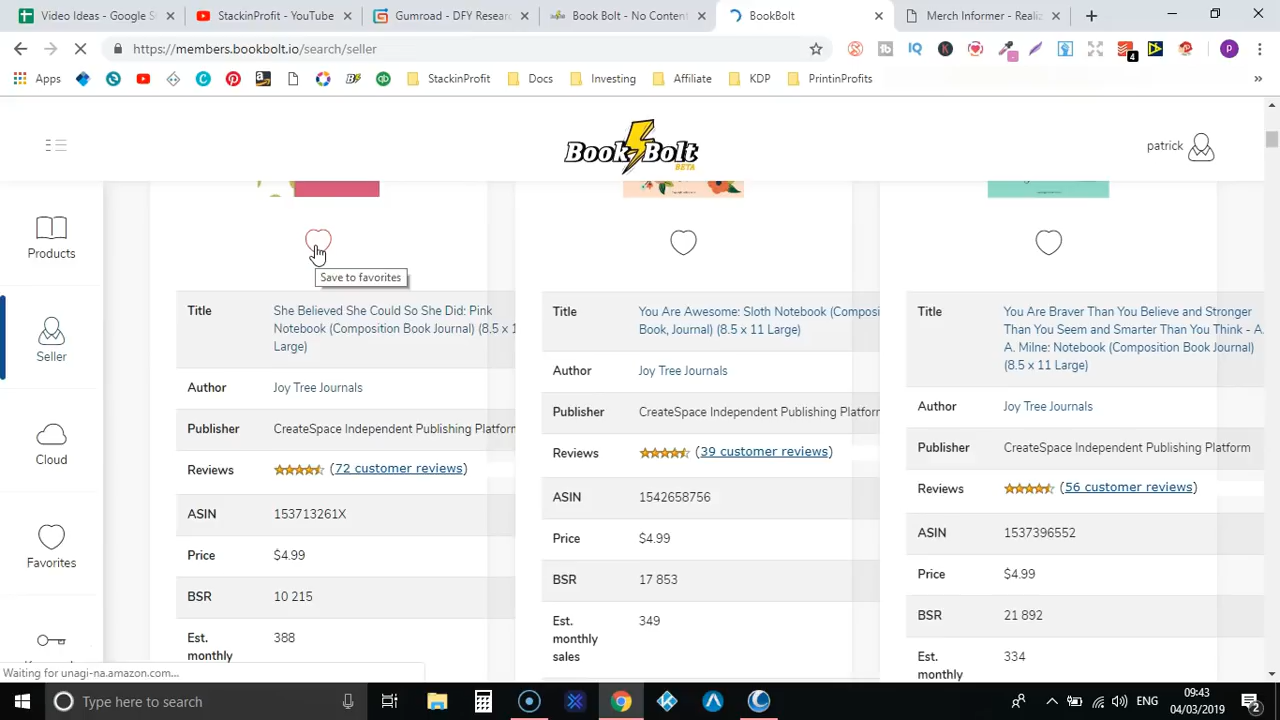 Video Ideas - Google S
StackinProfit - YouTube
Gumroad - DFY Resear
Book Bolt - No Content
BookBolt
Merch Informer - Realiz
https://members.bookbolt.io/search/seller
Apps
StackinProfit
Docs
Investing
Affiliate
KDP
PrintinProfits
Book Bolt
BETA
patrick
Products
Seller
Cloud
Favorites
Save to favorites
Title
She Believed She Could So She Did: Pink
Notebook (Composition Book Journal) (8.5 x 1
Large)
Author
Joy Tree Journals
Publisher
CreateSpace Independent Publishing Platform
Reviews
(72 customer reviews)
ASIN
153713261X
Price
$4.99
BSR
10 215
Est.
monthly
388
Title
You Are Awesome: Sloth Notebook (Composi
Book, Journal) (8.5 x 11 Large)
Author
Joy Tree Journals
Publisher
CreateSpace Independent Publishing Platform
Reviews
(39 customer reviews)
ASIN
1542658756
Price
$4.99
BSR
17 853
Est.
monthly
sales
349
Title
You Are Braver Than You Believe and Stronger
Than You Seem and Smarter Than You Think - A.
A. Milne: Notebook (Composition Book Journal)
(8.5 x 11 Large)
Author
Joy Tree Journals
Publisher
CreateSpace Independent Publishing Platform
Reviews
(56 customer reviews)
ASIN
1537396552
Price
$4.99
BSR
21 892
Est.
monthly
334
Waiting for unagi-na.amazon.com...
Type here to search
ENG
09:43
04/03/2019